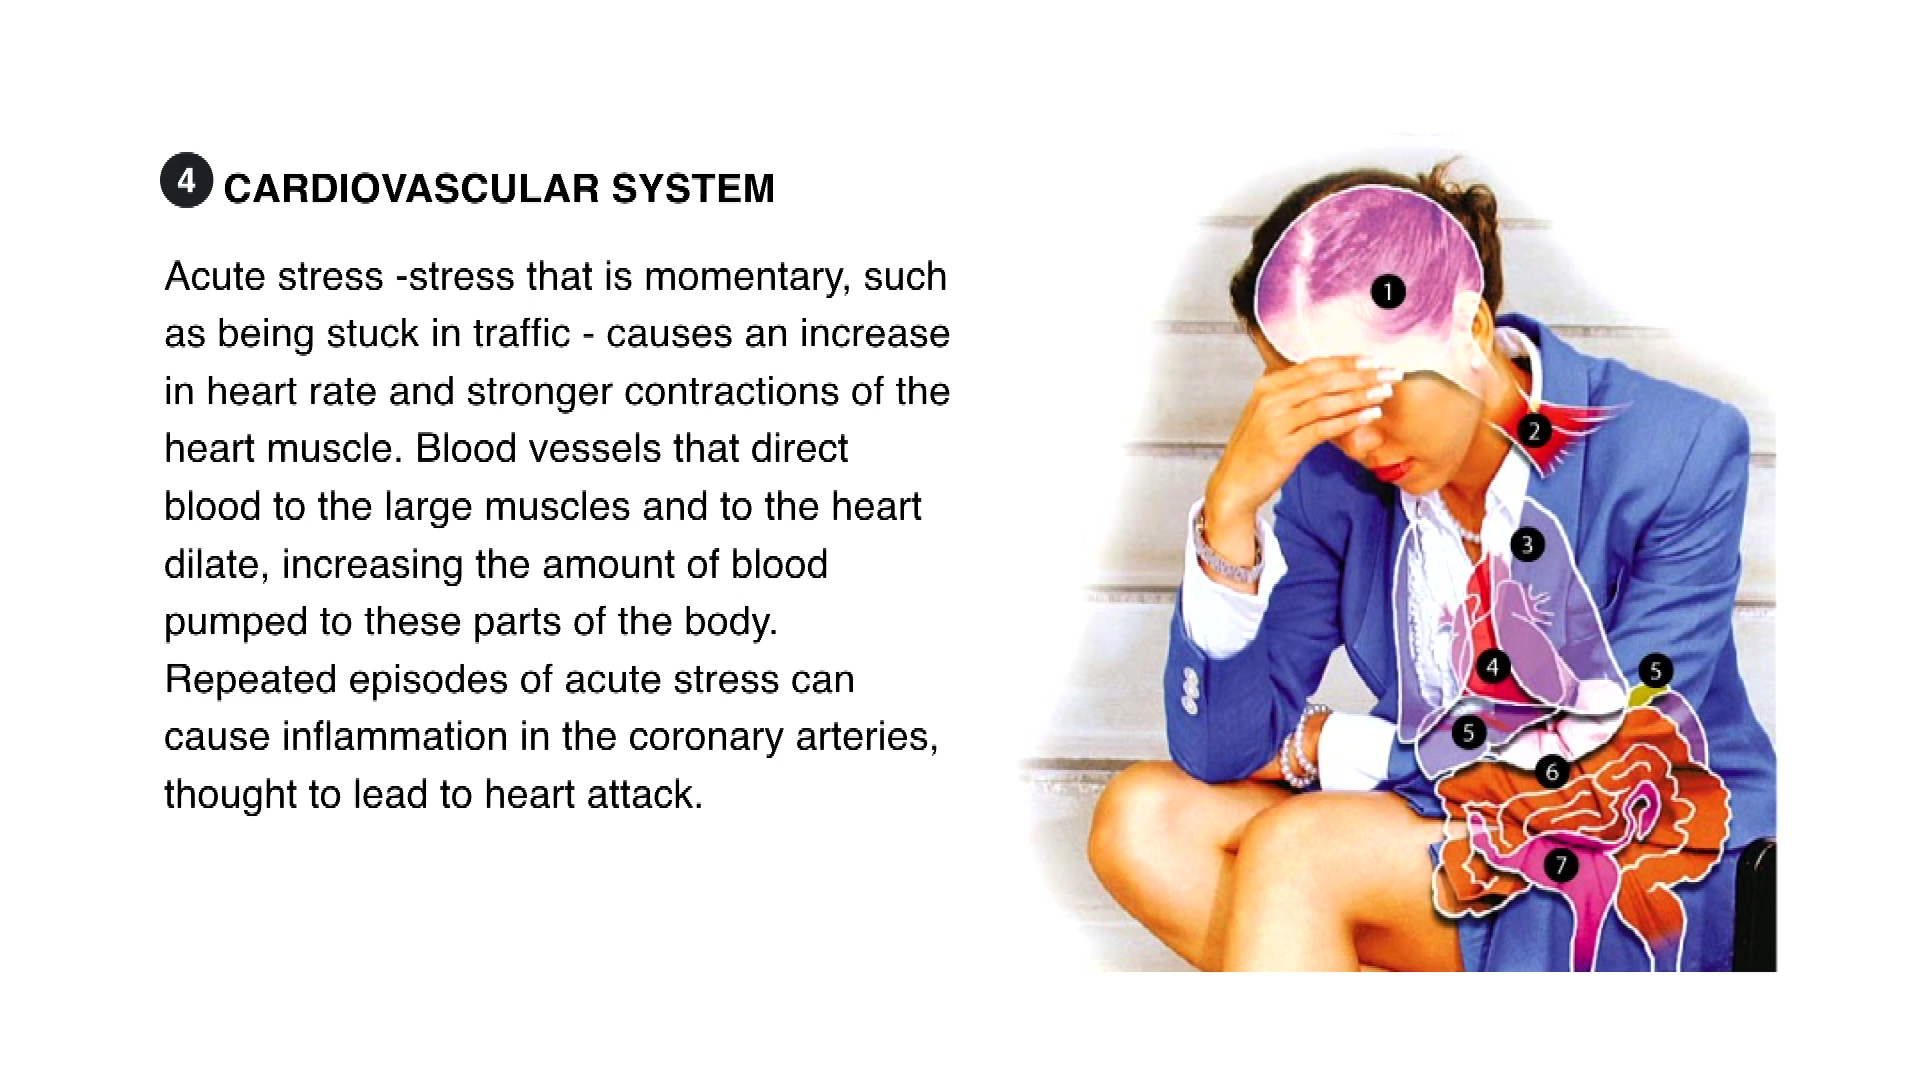 4 CARDIOVASCULAR SYSTEM
Acute stress -stress that is momentary, such
as being stuck in traffic - causes an increase
in heart rate and stronger contractions of the
heart muscle. Blood vessels that direct
blood to the large muscles and to the heart
dilate, increasing the amount of blood
pumped to these parts of the body.
Repeated episodes of acute stress can
cause inflammation in the coronary arteries,
thought to lead to heart attack.
1
2
3
4
5
5
6
7